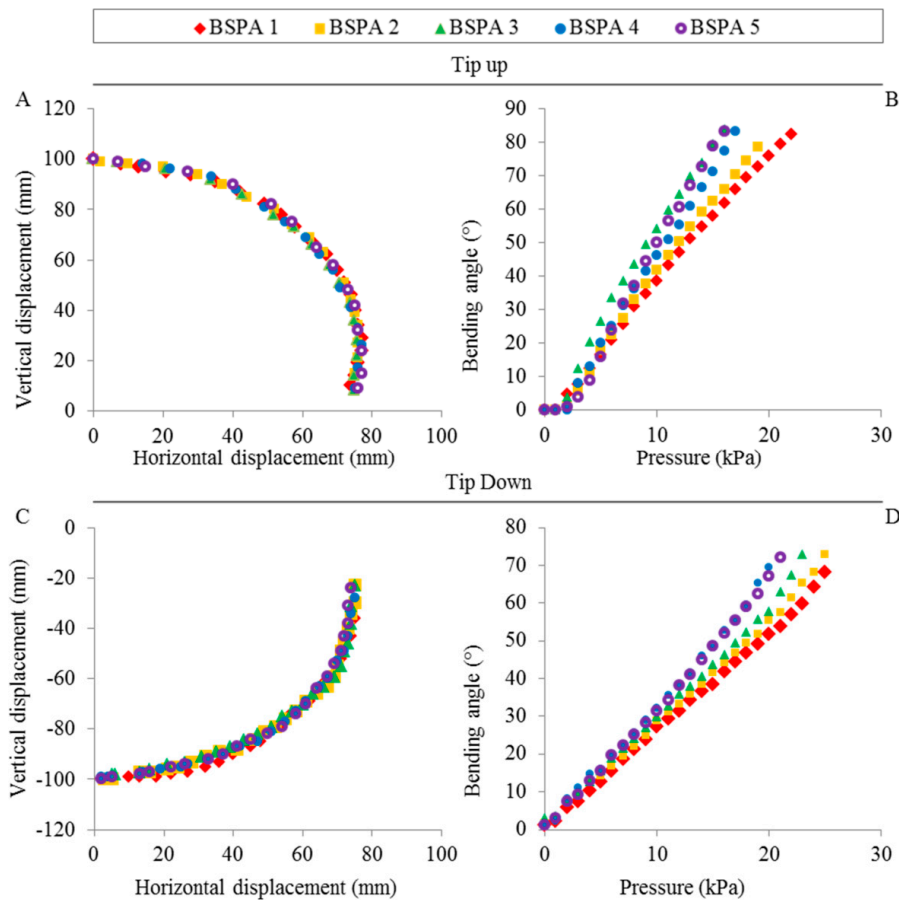 BSPA 1 BSPA 2 BSPA 3 BSPA 4 BSPA 5
Tip up
A
120
100
80
60
40
20
0
Vertical displacement (mm)
0 20 40 60 80 100
Horizontal displacement (mm)
B
90
80
70
60
50
40
30
20
10
0
Bending angle (°)
0 10 20 30
Pressure (kPa)
Tip Down
C
0
-20
-40
-60
-80
-100
-120
Vertical displacement (mm)
0 20 40 60 80 100
Horizontal displacement (mm)
D
80
70
60
50
40
30
20
10
0
Bending angle (°)
0 10 20 30
Pressure (kPa)